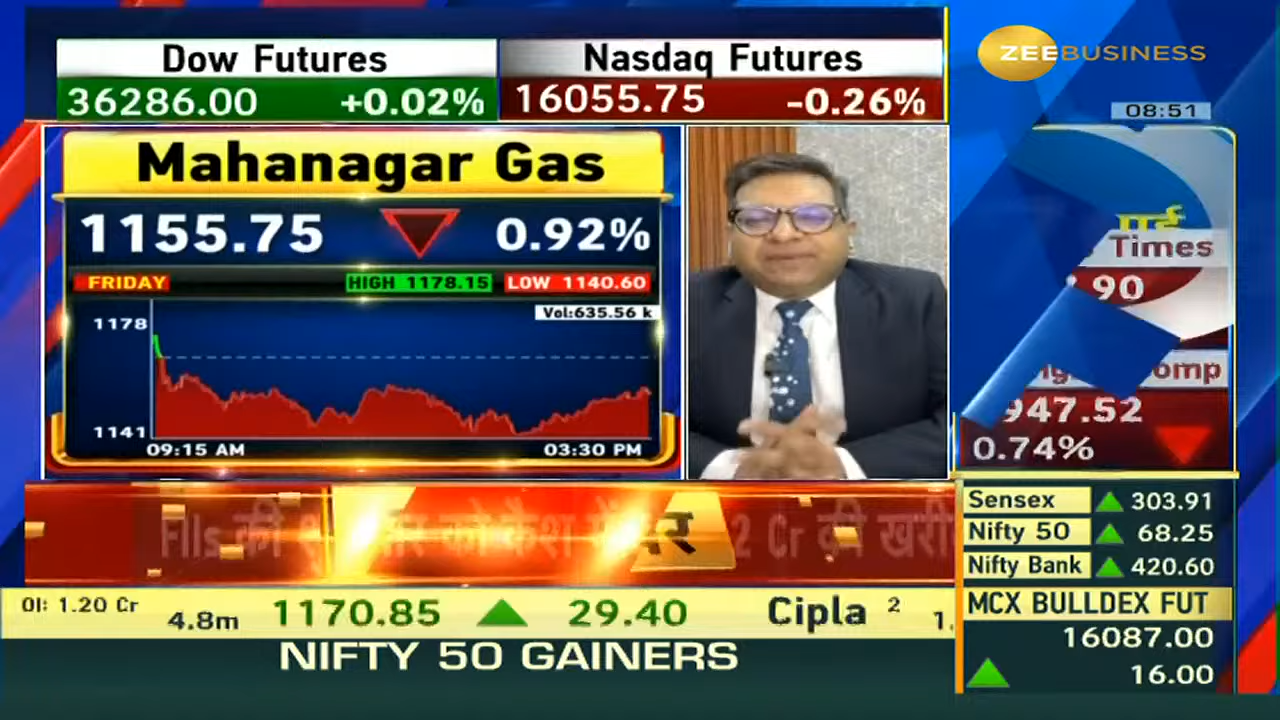 Dow Futures
36286.00 +0.02%
Nasdaq Futures
16055.75 -0.26%
ZEEBUSINESS
08:51
Mahanagar Gas
1155.75 0.92%
FRIDAY HIGH 1178.15 LOW 1140.60
Vol:635.56 k
1178
1141
09:15 AM 03:30 PM
Times
90
947.52
0.74%
Sensex 303.91
Nifty 50 68.25
Nifty Bank 420.60
MCX BULLDEX FUT
16087.00
16.00
FIIs की को कैश 2 Cr की
OI: 1.20 Cr 4.8m 1170.85 29.40 Cipla 2
NIFTY 50 GAINERS